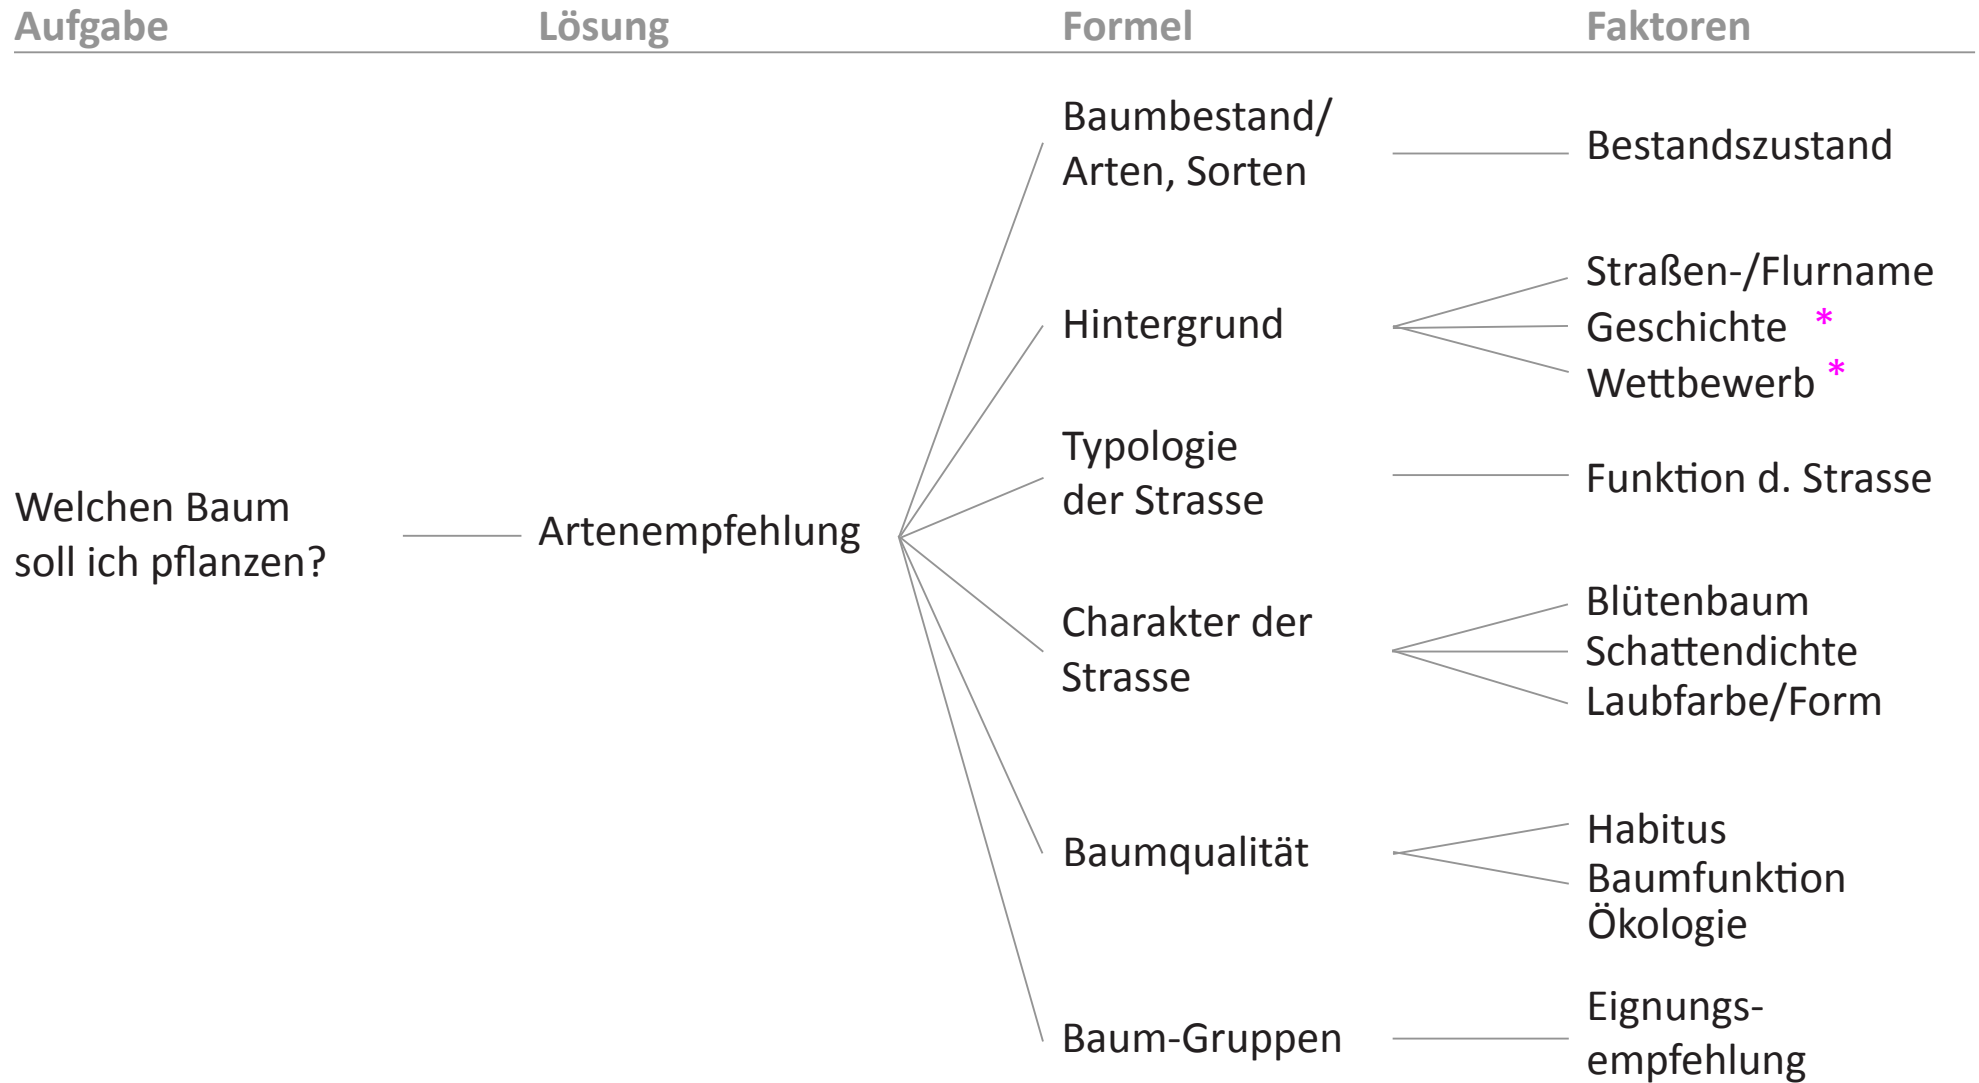 Aufgabe Lösung Formel Faktoren
Baumbestand/
Arten, Sorten
Bestandszustand
Hintergrund
Straßen-/Flurname
Geschichte *
Wettbewerb *
Typologie
der Strasse
Funktion d. Strasse
Welchen Baum
soll ich pflanzen?
Artenempfehlung
Charakter der
Strasse
Blütenbaum
Schattendichte
Laubfarbe/Form
Baumqualität
Habitus
Baumfunktion
Ökologie
Baum-Gruppen
Eignungs-
empfehlung